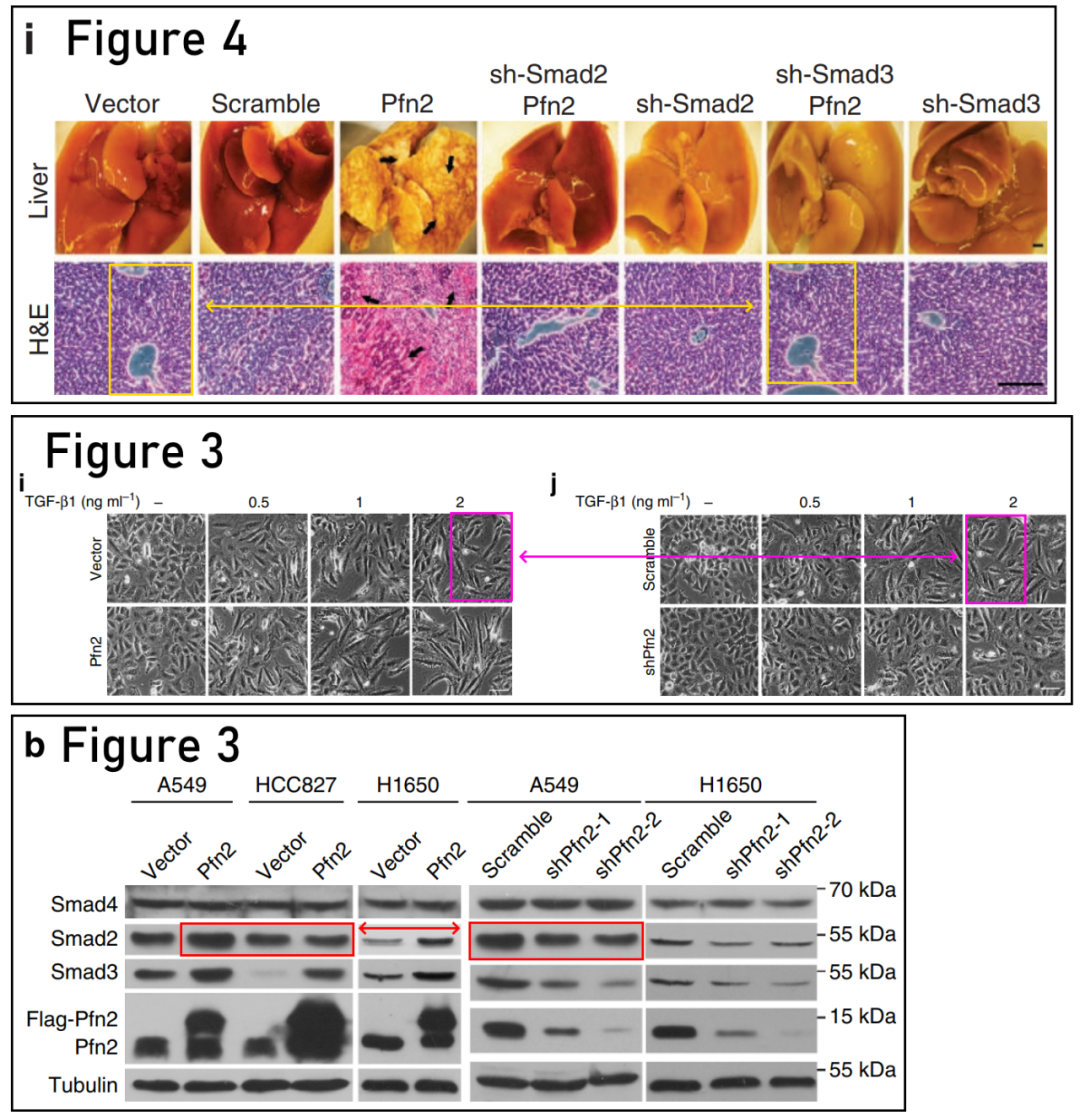 i Figure 4
Vector Scramble Pfn2 sh-Smad2 Pfn2 sh-Smad2 sh-Smad3 Pfn2 sh-Smad3
Liver
H&E
Figure 3
i
TGF-β1 (ng ml⁻¹) – 0.5 1 2
Vector
Pfn2
j
TGF-β1 (ng ml⁻¹) – 0.5 1 2
Scramble
shPfn2
b Figure 3
A549 HCC827 H1650 A549 H1650
Vector Pfn2 Vector Pfn2 Vector Pfn2 Scramble shPfn2-1 shPfn2-2 Scramble shPfn2-1 shPfn2-2
Smad4 70 kDa
Smad2 55 kDa
Smad3 55 kDa
Flag-Pfn2 15 kDa
Pfn2
Tubulin 55 kDa